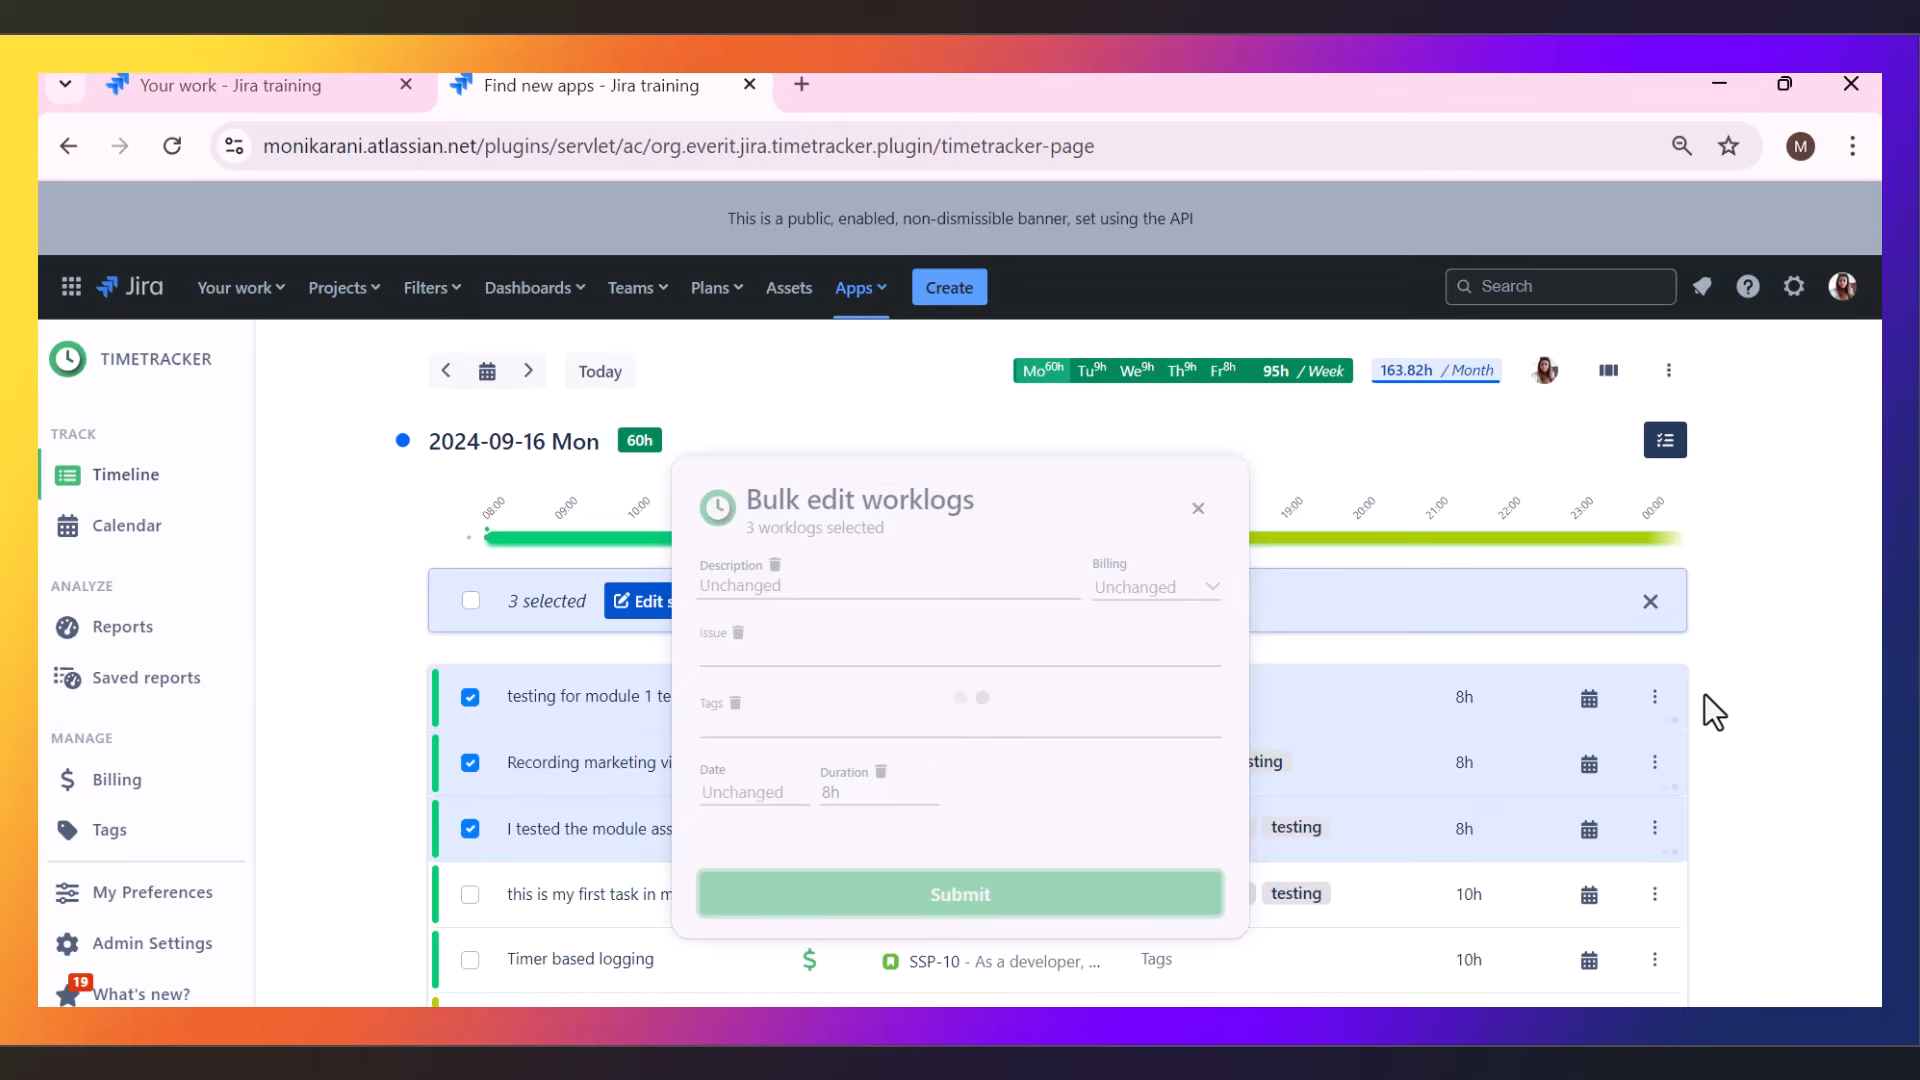 Your work - Jira training
Find new apps - Jira training
monikarani.atlassian.net/plugins/servlet/ac/org.everit.jira.timetracker.plugin/timetracker-page
M
This is a public, enabled, non-dismissible banner, set using the API
Jira
Your work
Projects
Filters
Dashboards
Teams
Plans
Assets
Apps
Create
Search
TIMETRACKER
TRACK
Timeline
Calendar
ANALYZE
Reports
Saved reports
MANAGE
Billing
Tags
My Preferences
Admin Settings
19
What's new?
Today
Mo60h Tu9h We9h Th9h Fr8h 95h / Week
163.82h / Month
2024-09-16 Mon 60h
08:00 09:00 10:00 19:00 20:00 21:00 22:00 23:00 00:00
3 selected
Edit s
Bulk edit worklogs
3 worklogs selected
Description
Unchanged
Billing
Unchanged
Issue
Tags
Date
Unchanged
Duration
8h
Submit
testing for module 1 te 8h
Recording marketing vi sting 8h
I tested the module ass testing 8h
this is my first task in m testing 10h
Timer based logging $ SSP-10 - As a developer, ... Tags 10h